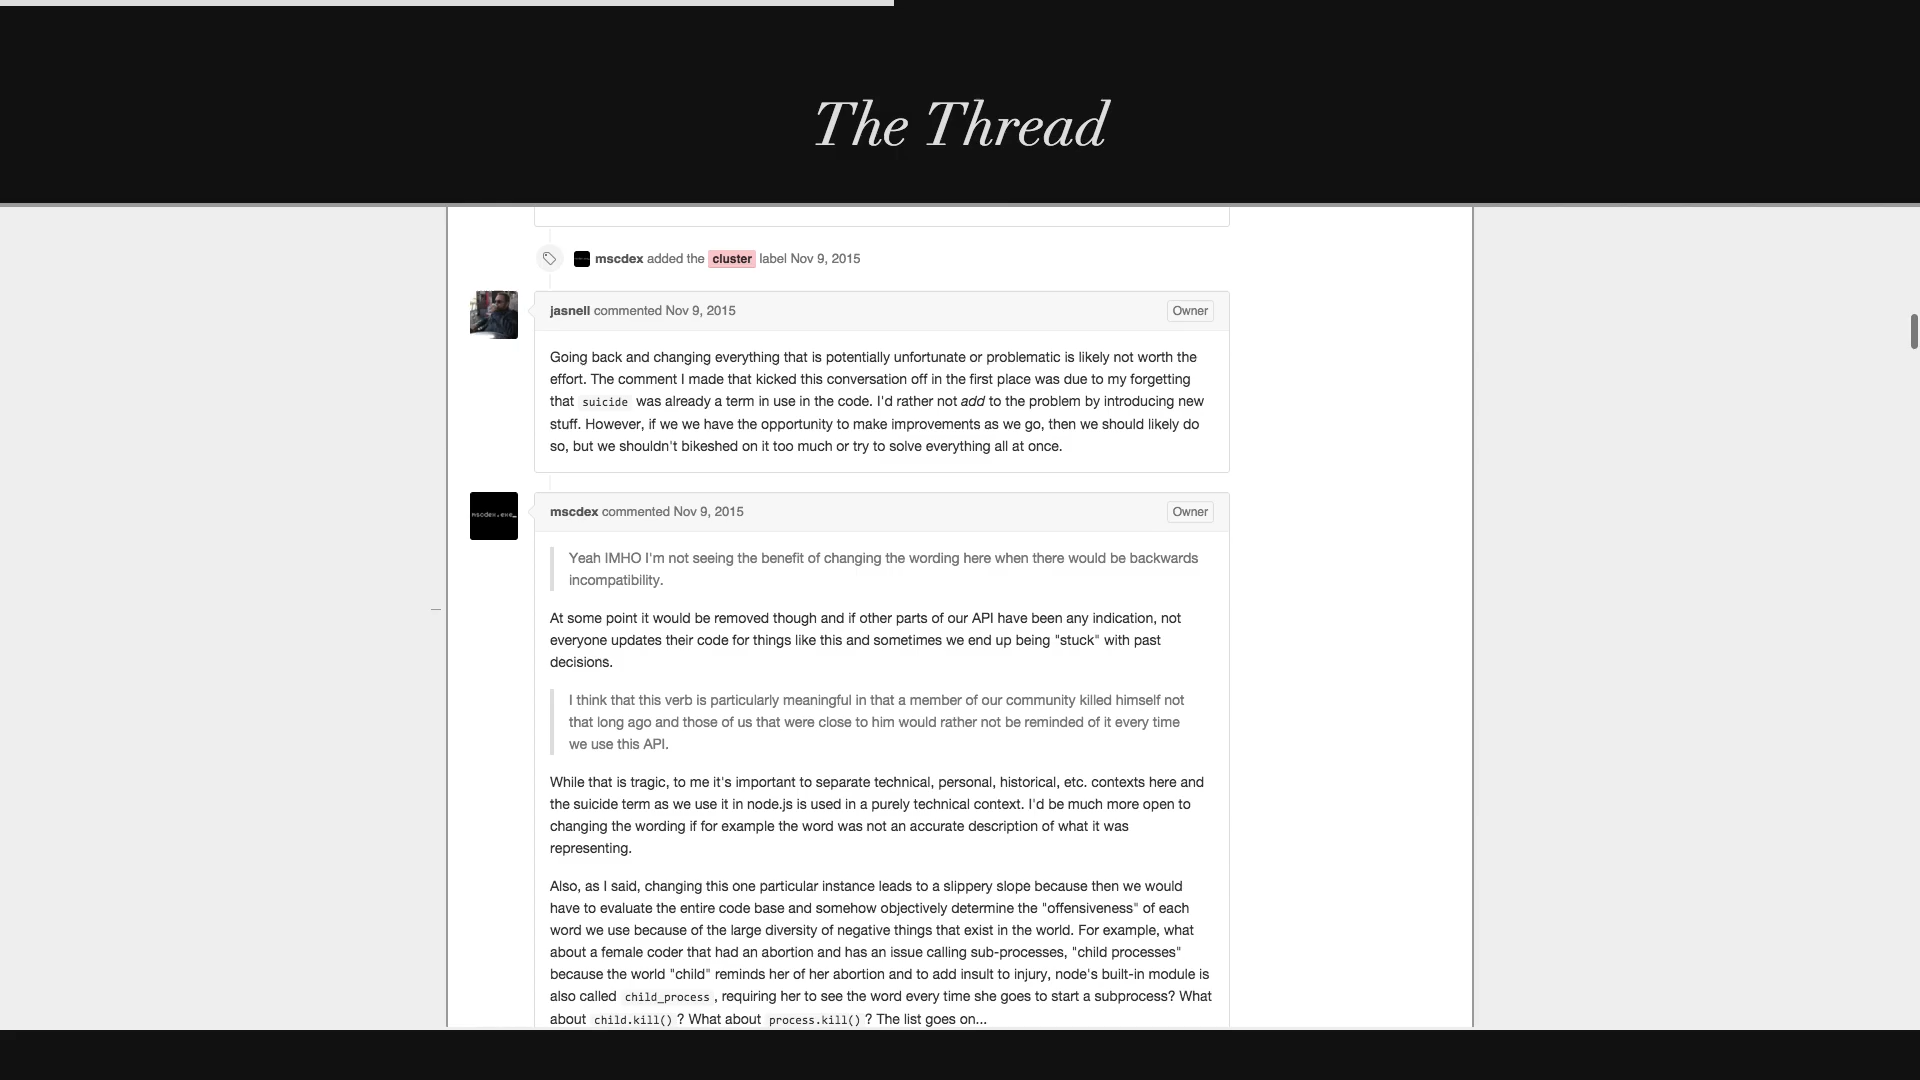 The Thread
mscdex added the cluster label Nov 9, 2015
jasnell commented Nov 9, 2015
Owner
Going back and changing everything that is potentially unfortunate or problematic is likely not worth the
effort. The comment I made that kicked this conversation off in the first place was due to my forgetting
that suicide was already a term in use in the code. I'd rather not add to the problem by introducing new
stuff. However, if we we have the opportunity to make improvements as we go, then we should likely do
so, but we shouldn't bikeshed on it too much or try to solve everything all at once.
mscdex.exe_
mscdex commented Nov 9, 2015
Owner
Yeah IMHO I'm not seeing the benefit of changing the wording here when there would be backwards
incompatibility.
At some point it would be removed though and if other parts of our API have been any indication, not
everyone updates their code for things like this and sometimes we end up being "stuck" with past
decisions.
I think that this verb is particularly meaningful in that a member of our community killed himself not
that long ago and those of us that were close to him would rather not be reminded of it every time
we use this API.
While that is tragic, to me it's important to separate technical, personal, historical, etc. contexts here and
the suicide term as we use it in node.js is used in a purely technical context. I'd be much more open to
changing the wording if for example the word was not an accurate description of what it was
representing.
Also, as I said, changing this one particular instance leads to a slippery slope because then we would
have to evaluate the entire code base and somehow objectively determine the "offensiveness" of each
word we use because of the large diversity of negative things that exist in the world. For example, what
about a female coder that had an abortion and has an issue calling sub-processes, "child processes"
because the world "child" reminds her of her abortion and to add insult to injury, node's built-in module is
also called child_process , requiring her to see the word every time she goes to start a subprocess? What
about child.kill() ? What about process.kill() ? The list goes on...